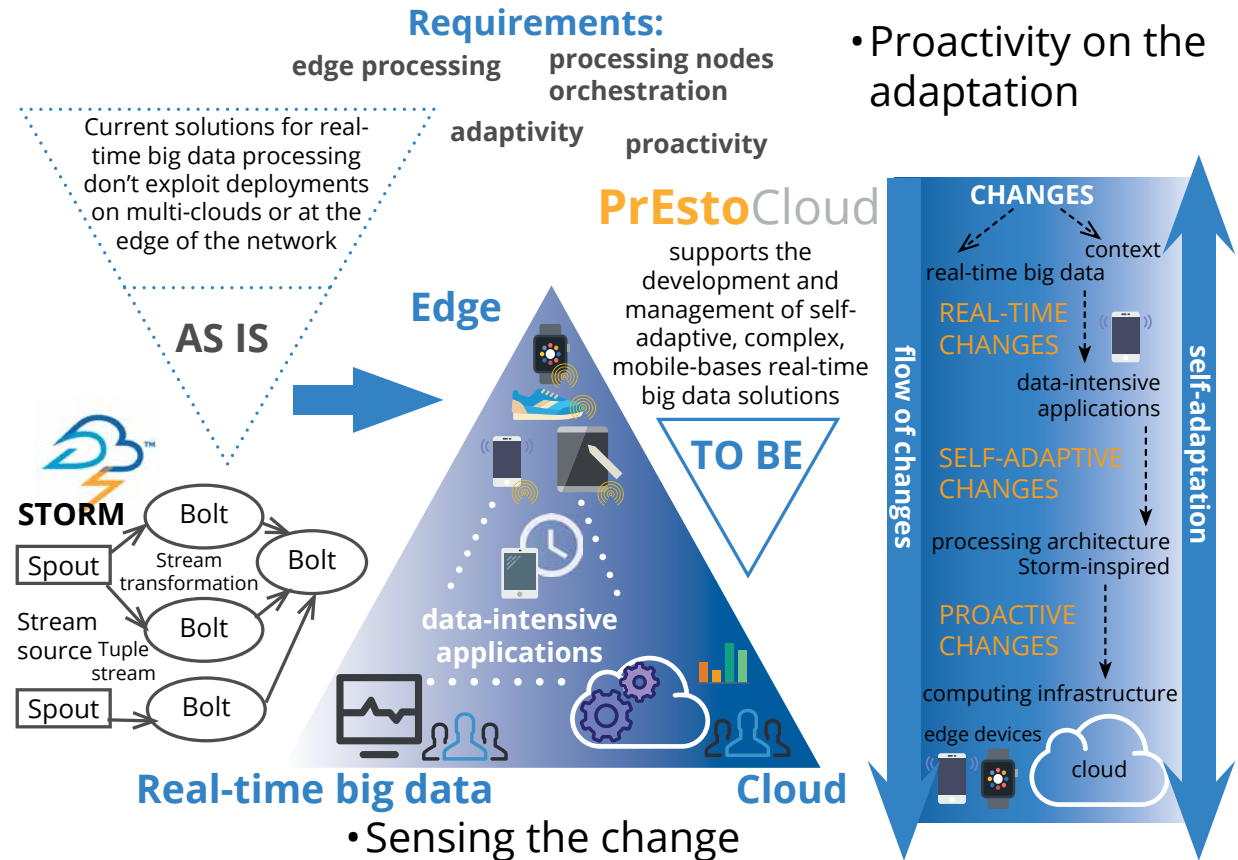 Requirements:
edge processing
processing nodes
orchestration
adaptivity
proactivity
•Proactivity on the
adaptation
Current solutions for real-
time big data processing
don’t exploit deployments
on multi-clouds or at the
edge of the network
AS IS
PrEstoCloud
supports the
development and
management of self-
adaptive, complex,
mobile-bases real-time
big data solutions
TO BE
Edge
data-intensive
applications
Real-time big data
Cloud
•Sensing the change
TM
STORM
Bolt
Spout
Stream
transformation
Bolt
Bolt
Stream
source
Tuple
stream
Spout
Bolt
flow of changes
CHANGES
context
real-time big data
REAL-TIME
CHANGES
data-intensive
applications
SELF-ADAPTIVE
CHANGES
processing architecture
Storm-inspired
PROACTIVE
CHANGES
computing infrastructure
edge devices
cloud
self-adaptation